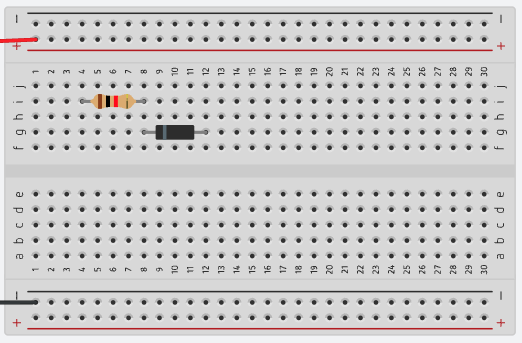 − −
+ +
1 2 3 4 5 6 7 8 9 10 11 12 13 14 15 16 17 18 19 20 21 22 23 24 25 26 27 28 29 30
j j
i i
h h
g g
f f
e e
d d
c c
b b
a a
1 2 3 4 5 6 7 8 9 10 11 12 13 14 15 16 17 18 19 20 21 22 23 24 25 26 27 28 29 30
− −
+ +